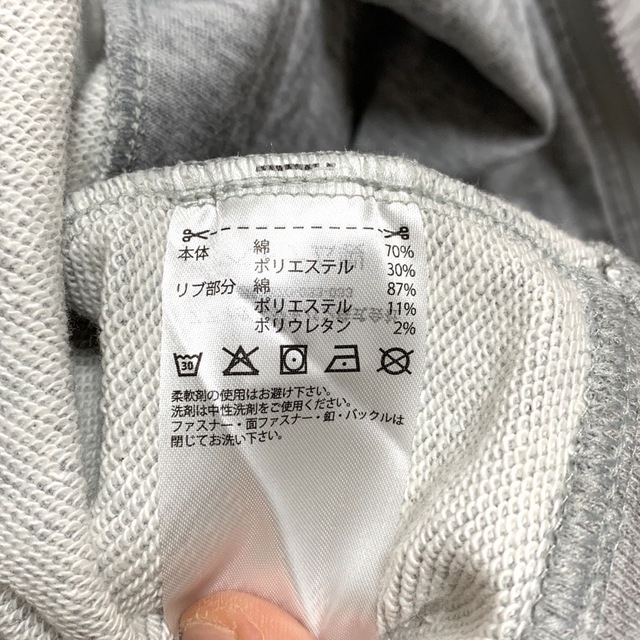 本体 綿 70%
ポリエステル 30%
リブ部分 綿 87%
ポリエステル 11%
ポリウレタン 2%
30
柔軟剤の使用はお避け下さい。
洗剤は中性洗剤をご使用ください。
ファスナー・面ファスナー・釦・バックルは
閉じてお洗い下さい。